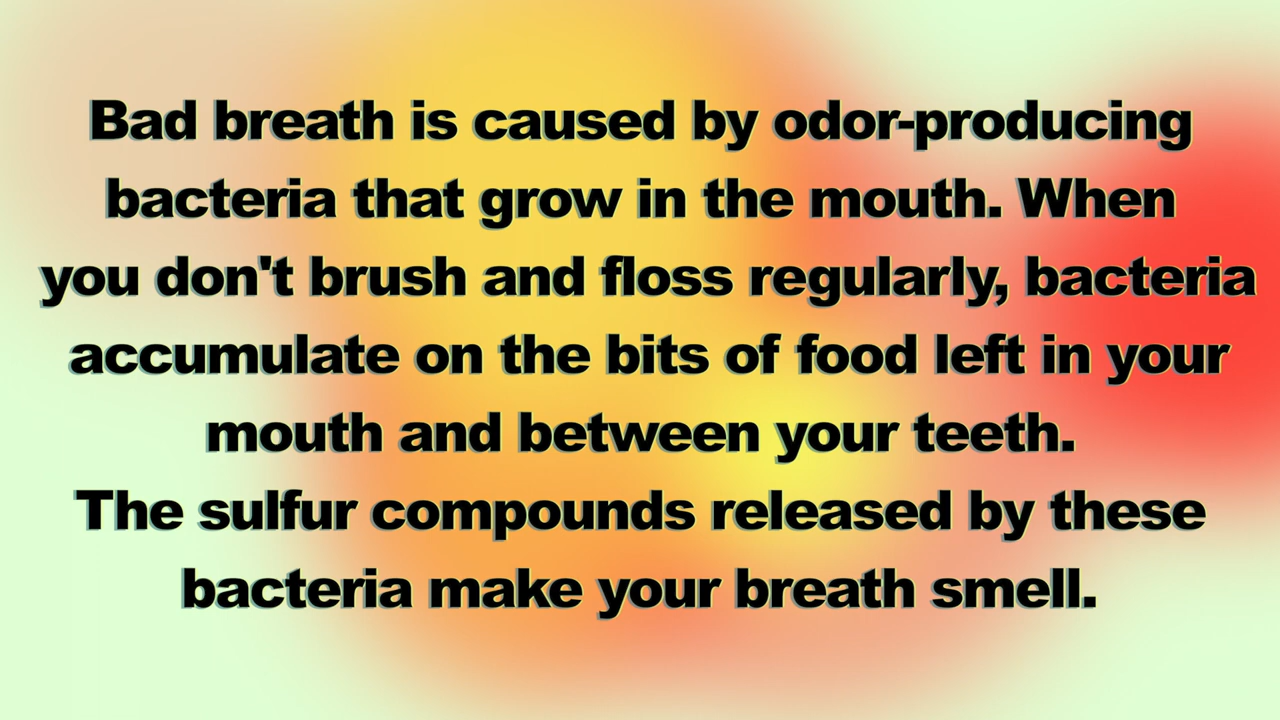 Bad breath is caused by odor-producing
bacteria that grow in the mouth. When
you don't brush and floss regularly, bacteria
accumulate on the bits of food left in your
mouth and between your teeth.
The sulfur compounds released by these
bacteria make your breath smell.